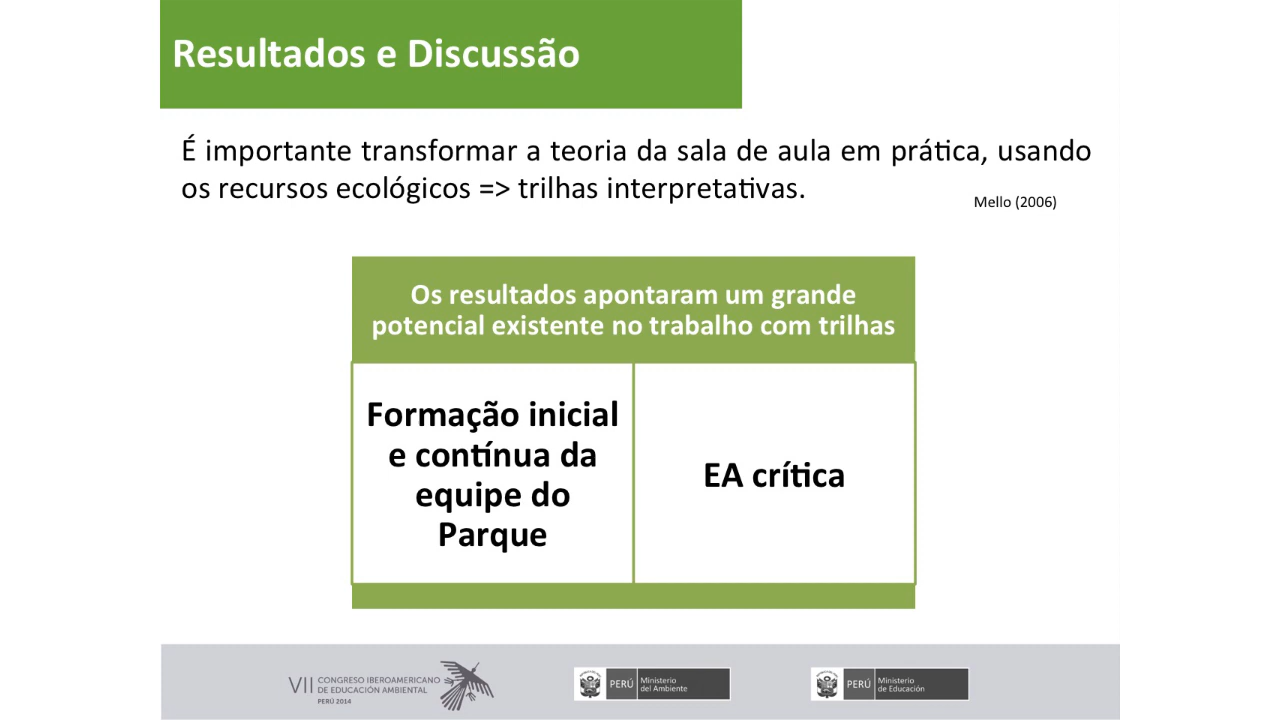 Resultados e Discussão
É importante transformar a teoria da sala de aula em prática, usando
os recursos ecológicos => trilhas interpretativas.
Mello (2006)
Os resultados apontaram um grande
potencial existente no trabalho com trilhas
Formação inicial
e contínua da
equipe do
Parque
EA crítica
VII CONGRESO IBEROAMERICANO
DE EDUCACIÓN AMBIENTAL
PERÚ 2014
PERÚ Ministerio
del Ambiente
PERÚ Ministerio
de Educación